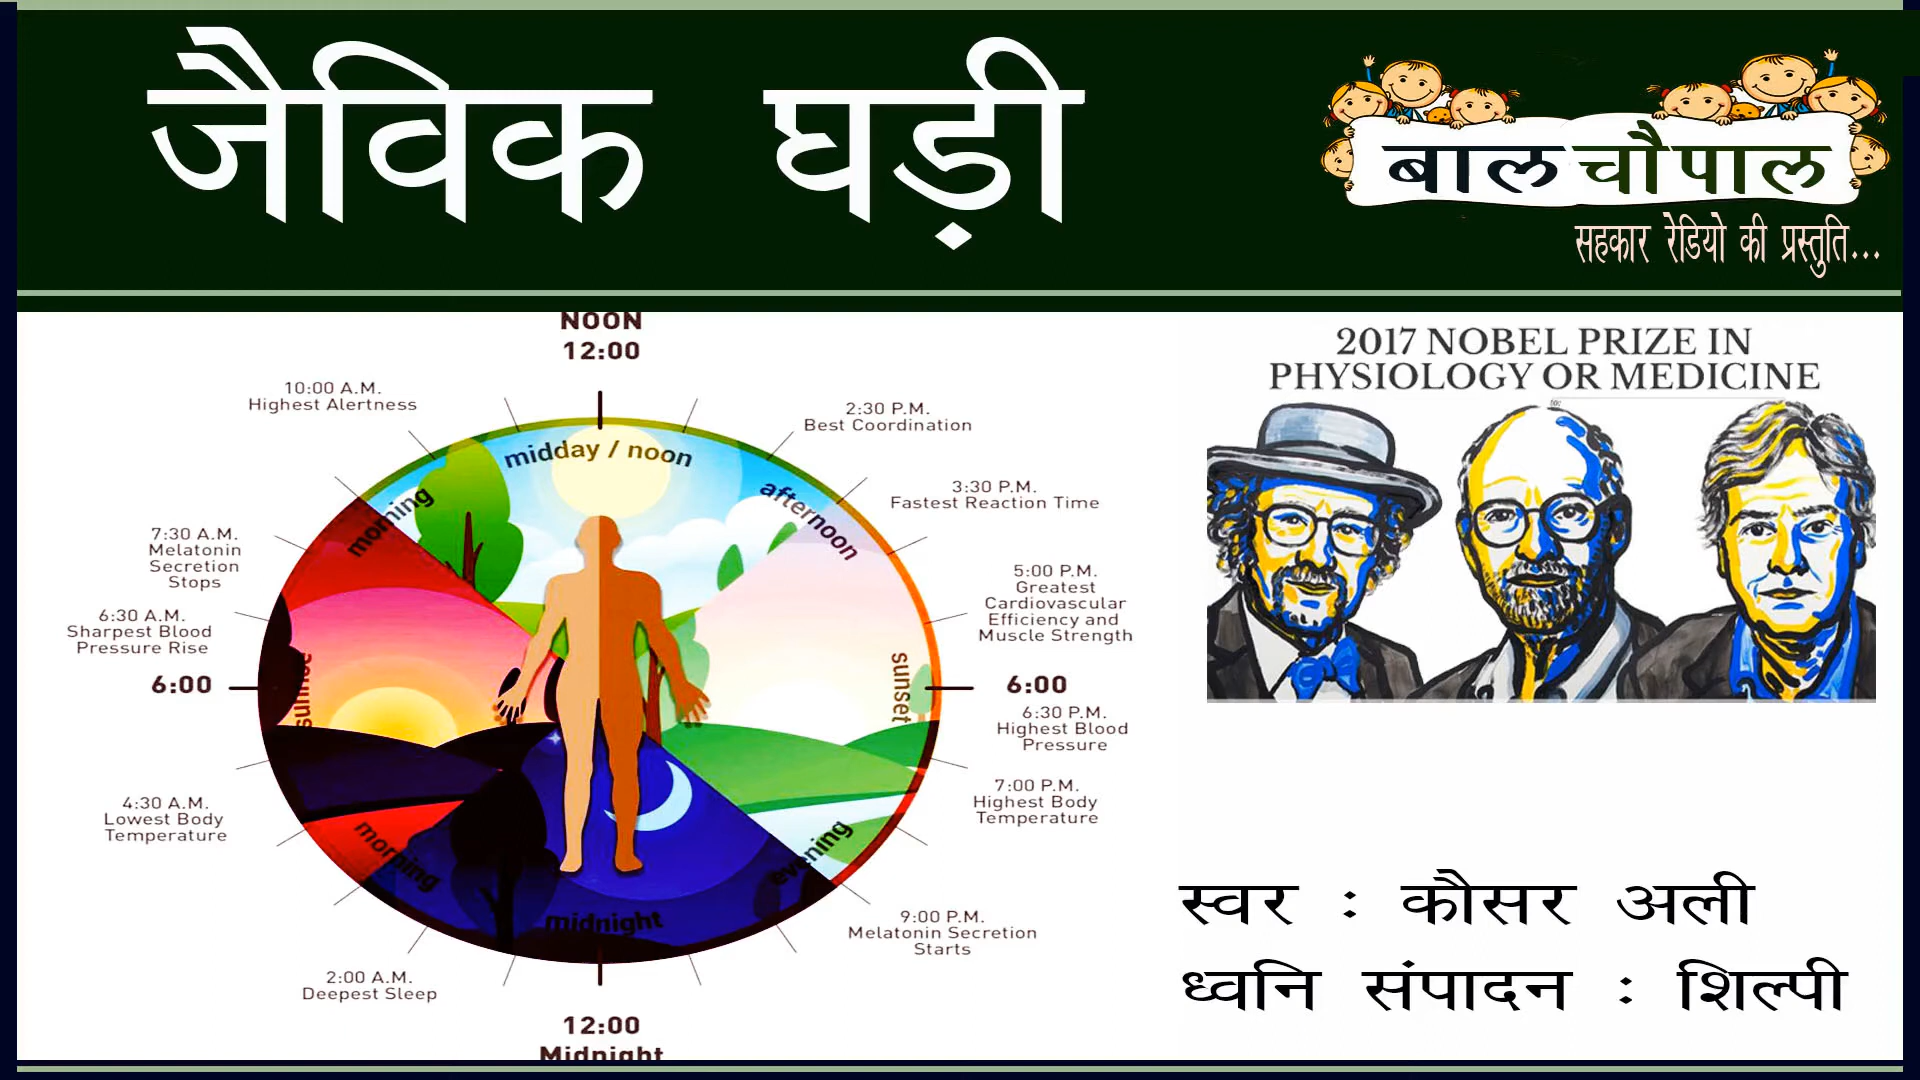 जैविक घड़ी
बाल चौपाल
सहकार रेडियो की प्रस्तुति...
NOON
12:00
10:00 A.M.
Highest Alertness
2:30 P.M.
Best Coordination
3:30 P.M.
Fastest Reaction Time
5:00 P.M.
Greatest
Cardiovascular
Efficiency and
Muscle Strength
6:00
6:30 P.M.
Highest Blood
Pressure
7:00 P.M.
Highest Body
Temperature
9:00 P.M.
Melatonin Secretion
Starts
12:00
Midnight
2:00 A.M.
Deepest Sleep
4:30 A.M.
Lowest Body
Temperature
6:00
6:30 A.M.
Sharpest Blood
Pressure Rise
7:30 A.M.
Melatonin
Secretion
Stops
midday / noon
afternoon
sunset
evening
midnight
morning
sunrise
morning
2017 NOBEL PRIZE IN
PHYSIOLOGY OR MEDICINE
स्वर : कौसर अली
ध्वनि संपादन : शिल्पी